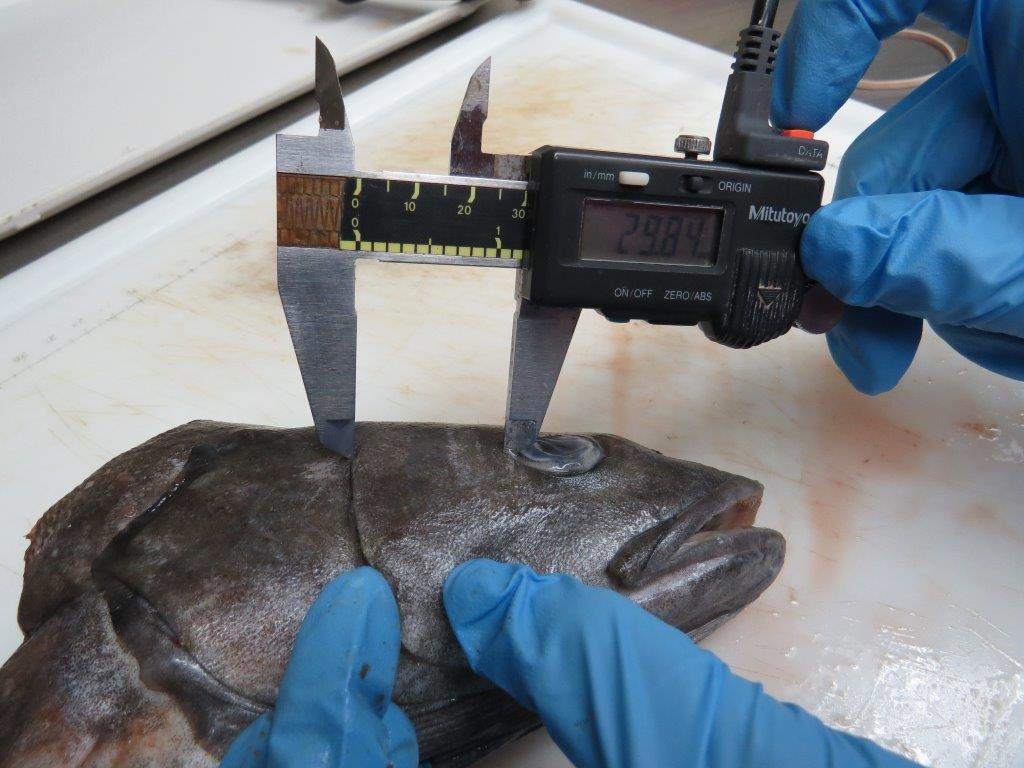 DATA
in/mm
ORIGIN
0 10 20 30
0 1
Mitutoyo
29.84
ON/OFF ZERO/ABS